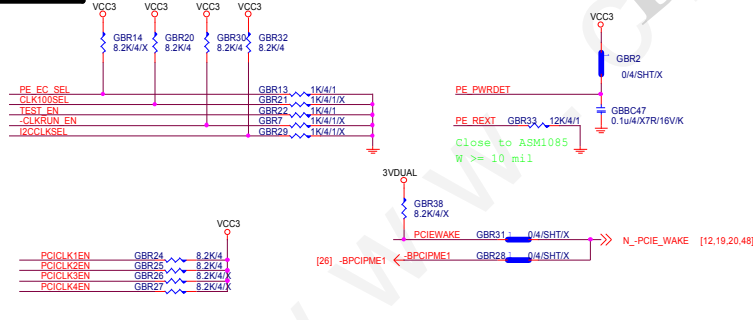 VCC3 VCC3 VCC3 VCC3 VCC3
GBR14 GBR20 GBR30 GBR32
8.2K/4/X 8.2K/4 8.2K/4 8.2K/4
GBR2
0/4/SHT/X
PE_EC_SEL GBR13 1K/4/1
CLK100SEL GBR21 1K/4/1/X
TEST_EN GBR22 1K/4/1
-CLKRUN_EN GBR7 1K/4/1/X
I2CCLKSEL GBR29 1K/4/1/X
PE_PWRDET
GBBC47
0.1u/4/X7R/16V/K
PE_REXT GBR33 12K/4/1
Close to ASM1085
W >= 10 mil
3VDUAL
GBR38
8.2K/4/X
VCC3
PCIEWAKE GBR31 1 0/4/SHT/X
N_-PCIE_WAKE [12,19,20,48]
[26] -BPCIPME1 -BPCIPME1 GBR28 1 0/4/SHT/X
PCICLK1EN GBR24 8.2K/4
PCICLK2EN GBR25 8.2K/4
PCICLK3EN GBR26 8.2K/4/X
PCICLK4EN GBR27 8.2K/4/X